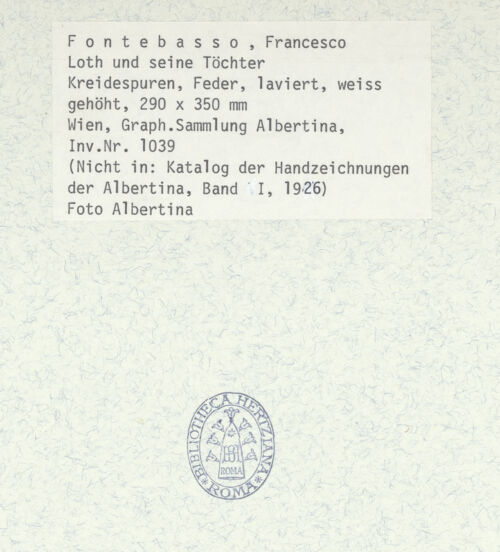 F o n t e b a s s o , Francesco
Loth und seine Töchter
Kreidespuren, Feder, laviert, weiss
gehöht, 290 x 350 mm
Wien, Graph.Sammlung Albertina,
Inv.Nr. 1039
(Nicht in: Katalog der Handzeichnungen
der Albertina, Band I, 1926)
Foto Albertina
BIBLIOTHECA HERTZIANA
ROMA
ROMA